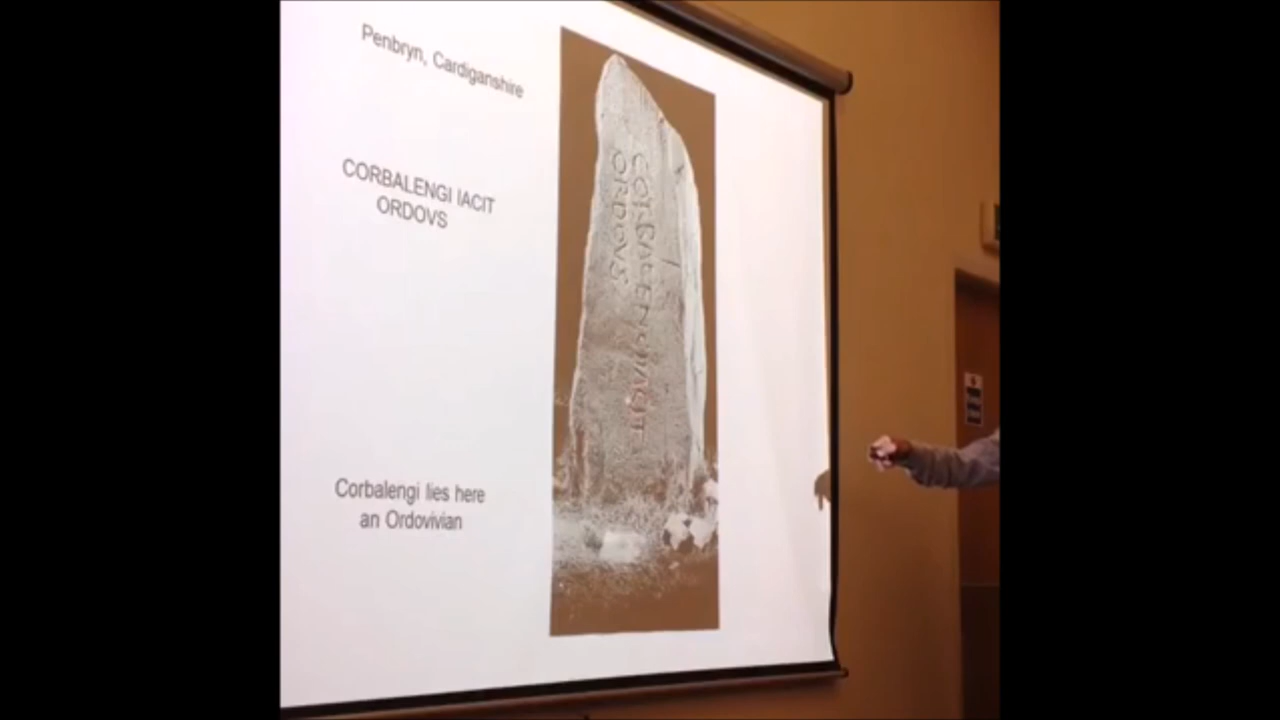 Penbryn, Cardiganshire
CORBALENGI IACIT
ORDOVS
Corbalengi lies here
an Ordovivian
CORBALENGI IACIT
ORDOVS